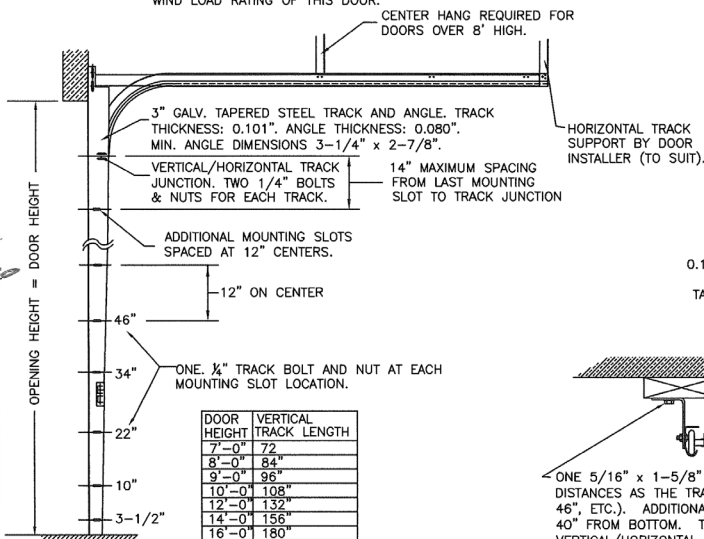 WIND LOAD RATING OF THIS DOOR.
CENTER HANG REQUIRED FOR
DOORS OVER 8' HIGH.
3" GALV. TAPERED STEEL TRACK AND ANGLE. TRACK
THICKNESS: 0.101". ANGLE THICKNESS: 0.080".
MIN. ANGLE DIMENSIONS 3-1/4" x 2-7/8".
HORIZONTAL TRACK
SUPPORT BY DOOR
INSTALLER (TO SUIT).
VERTICAL/HORIZONTAL TRACK
JUNCTION. TWO 1/4" BOLTS
& NUTS FOR EACH TRACK.
14" MAXIMUM SPACING
FROM LAST MOUNTING
SLOT TO TRACK JUNCTION
ADDITIONAL MOUNTING SLOTS
SPACED AT 12" CENTERS.
OPENING HEIGHT = DOOR HEIGHT
12" ON CENTER
0.1
TA
46"
34"
ONE. ¼" TRACK BOLT AND NUT AT EACH
MOUNTING SLOT LOCATION.
22"
10"
3-1/2"
DOOR HEIGHT VERTICAL TRACK LENGTH
7'-0" 72
8'-0" 84"
9'-0" 96"
10'-0" 108"
12'-0" 132"
14'-0" 156"
16'-0" 180"
ONE 5/16" x 1-5/8"
DISTANCES AS THE TRA
46", ETC.). ADDITIONA
40" FROM BOTTOM. T
VERTICAL/HORIZONTAL